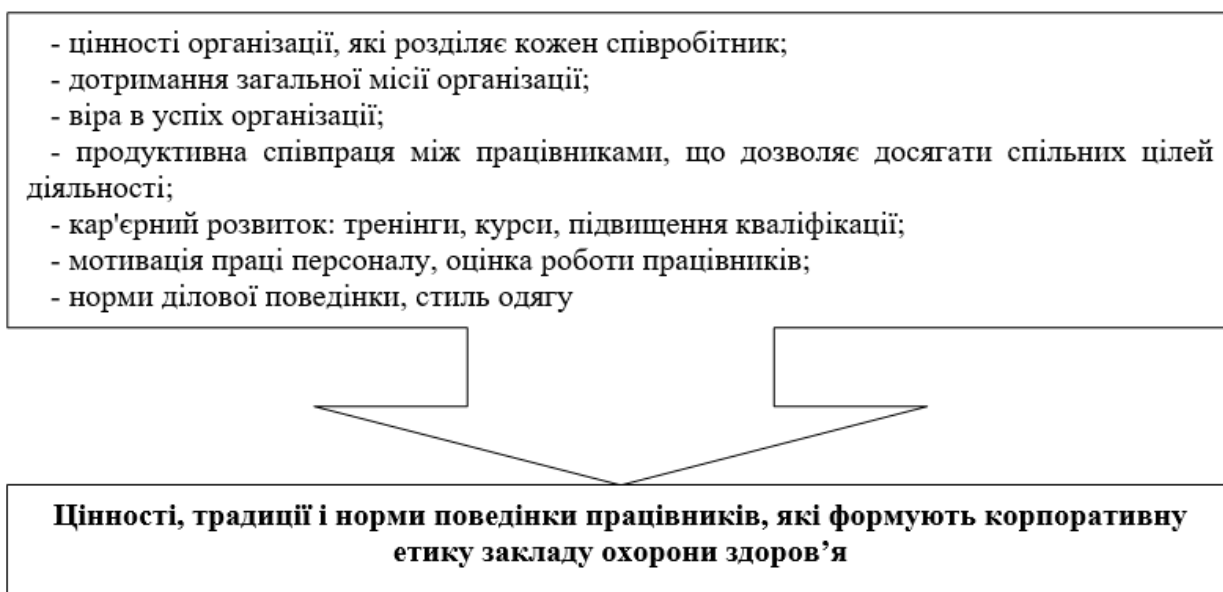 - цінності організації, які розділяє кожен співробітник;
- дотримання загальної місії організації;
- віра в успіх організації;
- продуктивна співпраця між працівниками, що дозволяє досягати спільних цілей
діяльності;
- кар'єрний розвиток: тренінги, курси, підвищення кваліфікації;
- мотивація праці персоналу, оцінка роботи працівників;
- норми ділової поведінки, стиль одягу
Цінності, традиції і норми поведінки працівників, які формують корпоративну
етику закладу охорони здоров’я